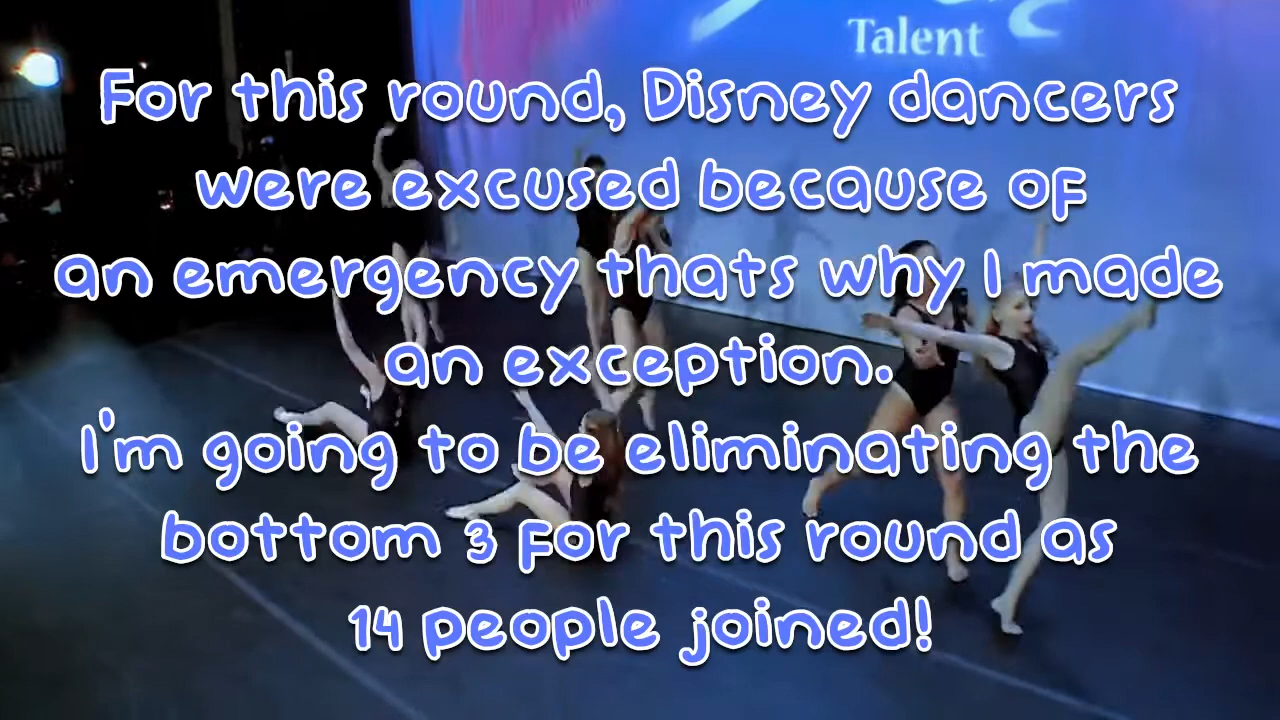 Talent
For this round, Disney dancers
were excused because of
an emergency thats why I made
an exception.
I'm going to be eliminating the
bottom 3 for this round as
14 people joined!